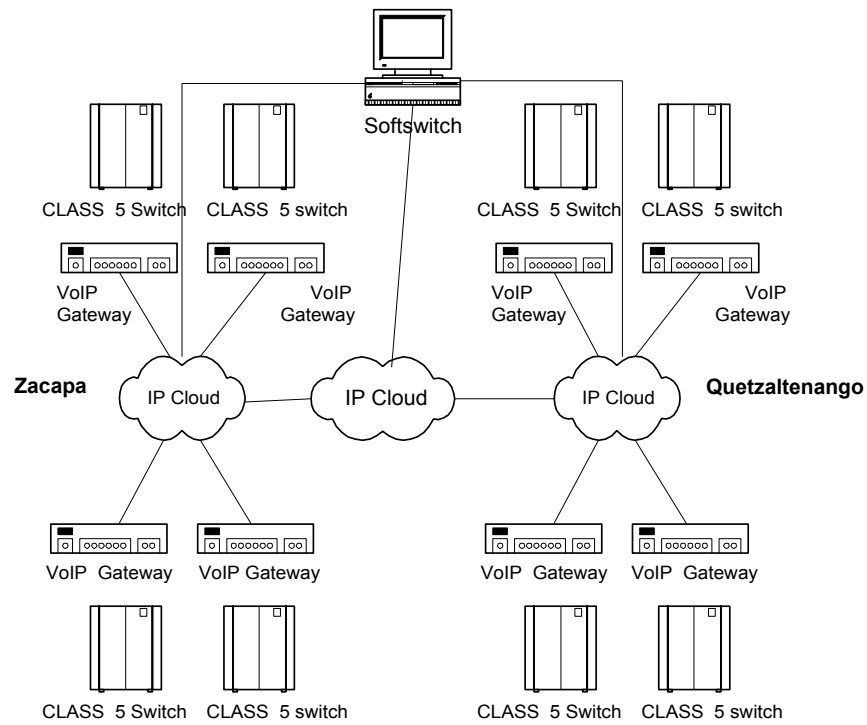 Softswitch
CLASS 5 Switch CLASS 5 switch CLASS 5 Switch CLASS 5 switch
VoIP Gateway VoIP Gateway VoIP Gateway VoIP Gateway
Zacapa IP Cloud IP Cloud IP Cloud Quetzaltenango
VoIP Gateway VoIP Gateway VoIP Gateway VoIP Gateway
CLASS 5 Switch CLASS 5 switch CLASS 5 Switch CLASS 5 switch